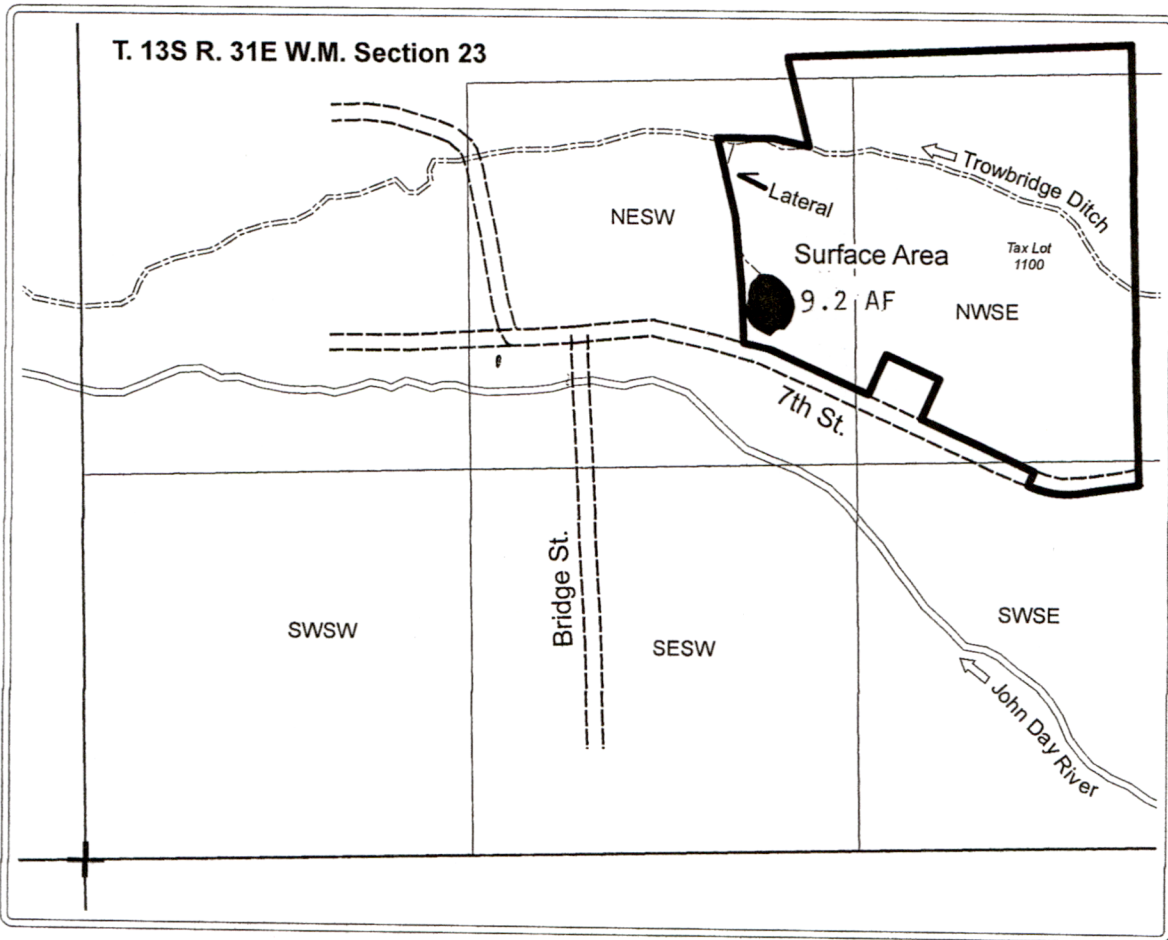 T. 13S R. 31E W.M. Section 23
Trowbridge Ditch
Lateral
NESW
Surface Area
9.2 AF
Tax Lot
1100
NWSE
7th St.
Bridge St.
SWSW
SESW
SWSE
John Day River